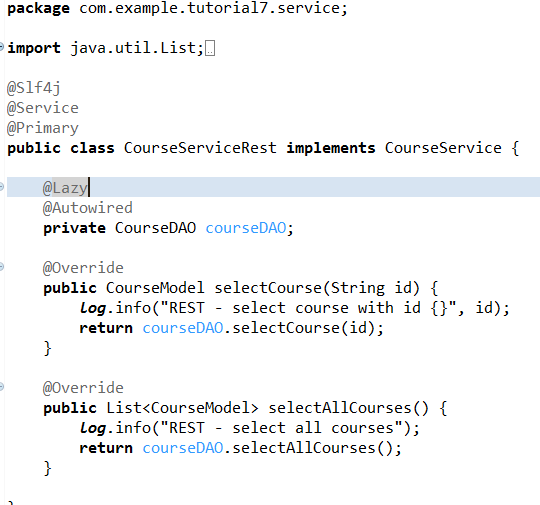 package com.example.tutorial7.service;
import java.util.List;
@Slf4j
@Service
@Primary
public class CourseServiceRest implements CourseService {
@Lazy
@Autowired
private CourseDAO courseDAO;
@Override
public CourseModel selectCourse(String id) {
log.info("REST - select course with id {}", id);
return courseDAO.selectCourse(id);
}
@Override
public List<CourseModel> selectAllCourses() {
log.info("REST - select all courses");
return courseDAO.selectAllCourses();
}